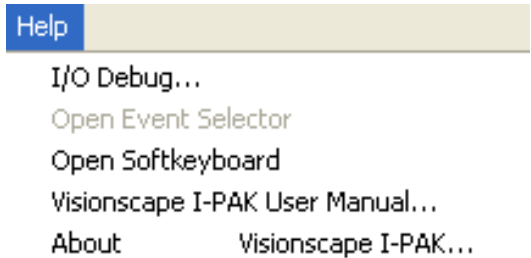 Help
I/O Debug...
Open Event Selector
Open Softkeyboard
Visionscape I-PAK User Manual...
About Visionscape I-PAK...